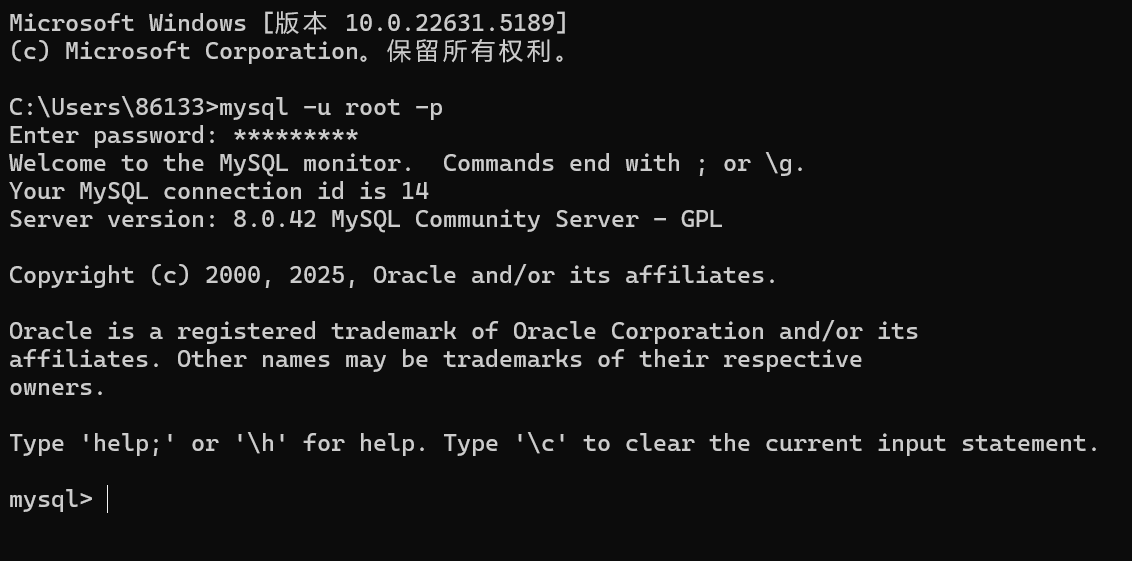 Microsoft Windows [版本 10.0.22631.5189]
(c) Microsoft Corporation。保留所有权利。
C:\Users\86133>mysql -u root -p
Enter password: *********
Welcome to the MySQL monitor.  Commands end with ; or \g.
Your MySQL connection id is 14
Server version: 8.0.42 MySQL Community Server - GPL
Copyright (c) 2000, 2025, Oracle and/or its affiliates.
Oracle is a registered trademark of Oracle Corporation and/or its
affiliates. Other names may be trademarks of their respective
owners.
Type 'help;' or '\h' for help. Type '\c' to clear the current input statement.
mysql>